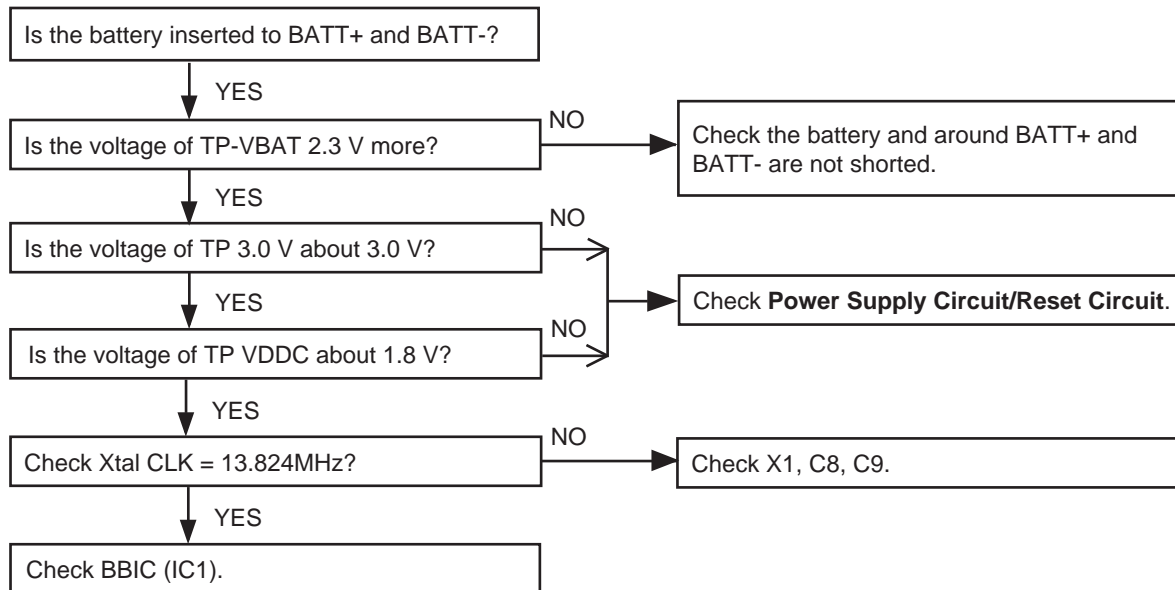 Is the battery inserted to BATT+ and BATT-?
YES
Is the voltage of TP-VBAT 2.3 V more?
NO
Check the battery and around BATT+ and
BATT- are not shorted.
YES
Is the voltage of TP 3.0 V about 3.0 V?
NO
YES
Check Power Supply Circuit/Reset Circuit.
NO
Is the voltage of TP VDDC about 1.8 V?
YES
Check Xtal CLK = 13.824MHz?
NO
Check X1, C8, C9.
YES
Check BBIC (IC1).